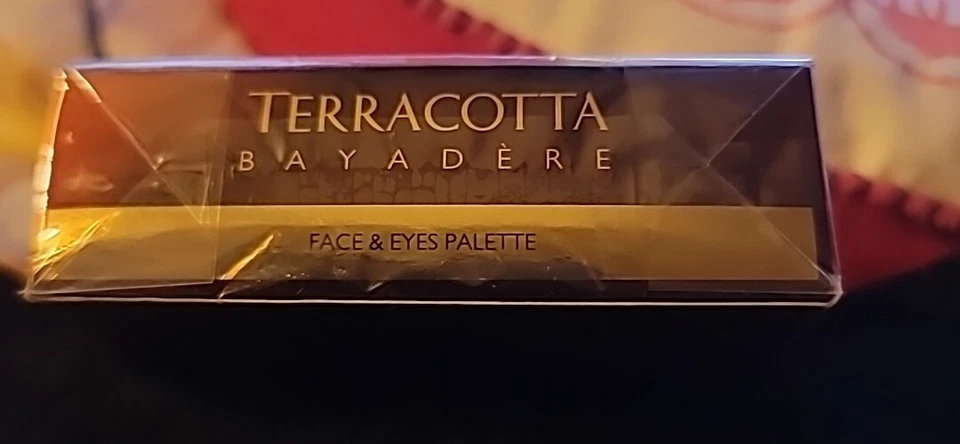 TERRACOTTA
BAYADÈRE
FACE & EYES PALETTE